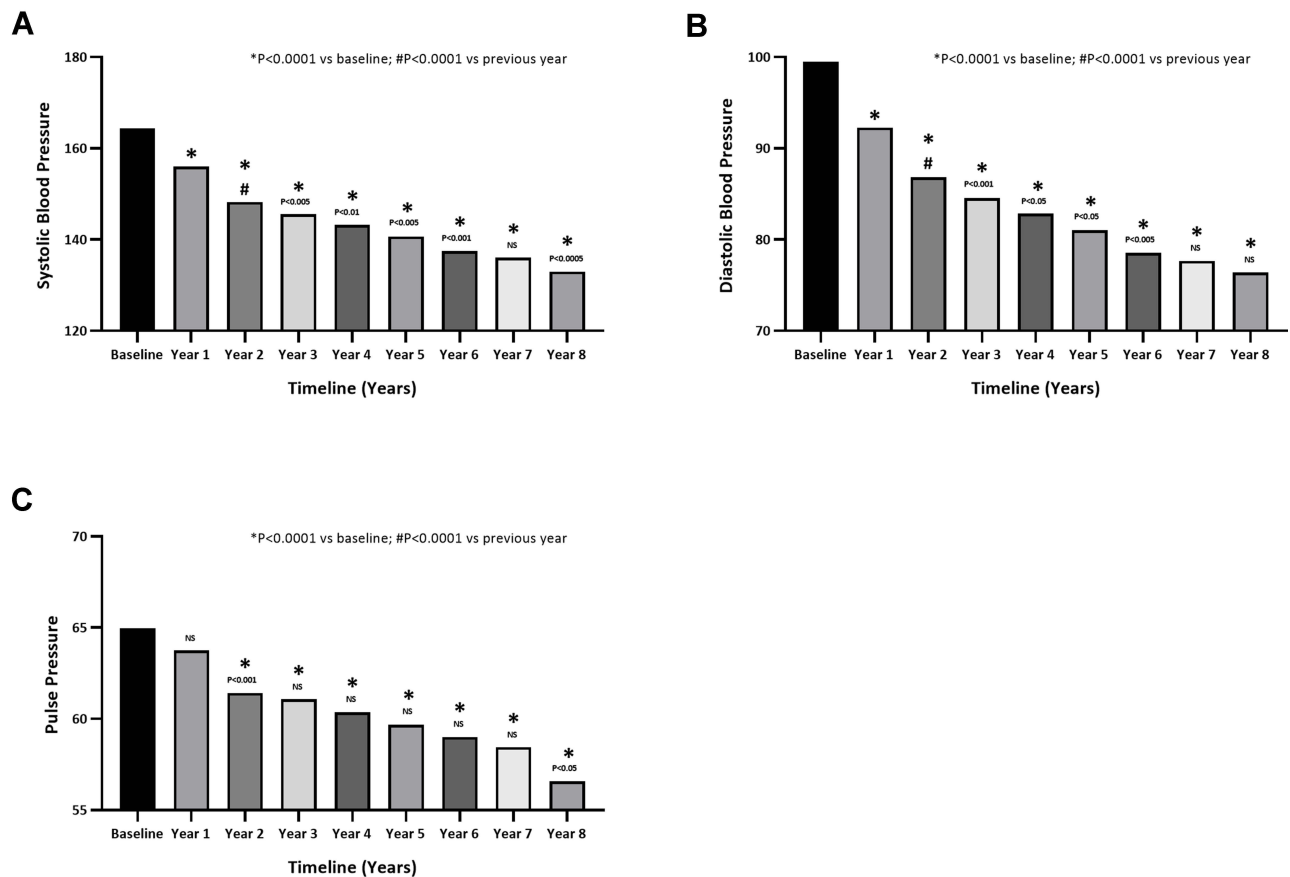 A
*P<0.0001 vs baseline; #P<0.0001 vs previous year
Systolic Blood Pressure
180
160
140
120
*
*
#
*
P<0.005
*
P<0.01
*
P<0.005
*
P<0.001
*
NS
*
P<0.0005
Baseline Year 1 Year 2 Year 3 Year 4 Year 5 Year 6 Year 7 Year 8
Timeline (Years)
B
*P<0.0001 vs baseline; #P<0.0001 vs previous year
Diastolic Blood Pressure
100
90
80
70
*
*
#
*
P<0.001
*
P<0.05
*
P<0.05
*
P<0.005
*
NS
*
NS
Baseline Year 1 Year 2 Year 3 Year 4 Year 5 Year 6 Year 7 Year 8
Timeline (Years)
C
*P<0.0001 vs baseline; #P<0.0001 vs previous year
Pulse Pressure
70
65
60
55
NS
*
P<0.001
*
NS
*
NS
*
NS
*
NS
*
NS
*
P<0.05
Baseline Year 1 Year 2 Year 3 Year 4 Year 5 Year 6 Year 7 Year 8
Timeline (Years)